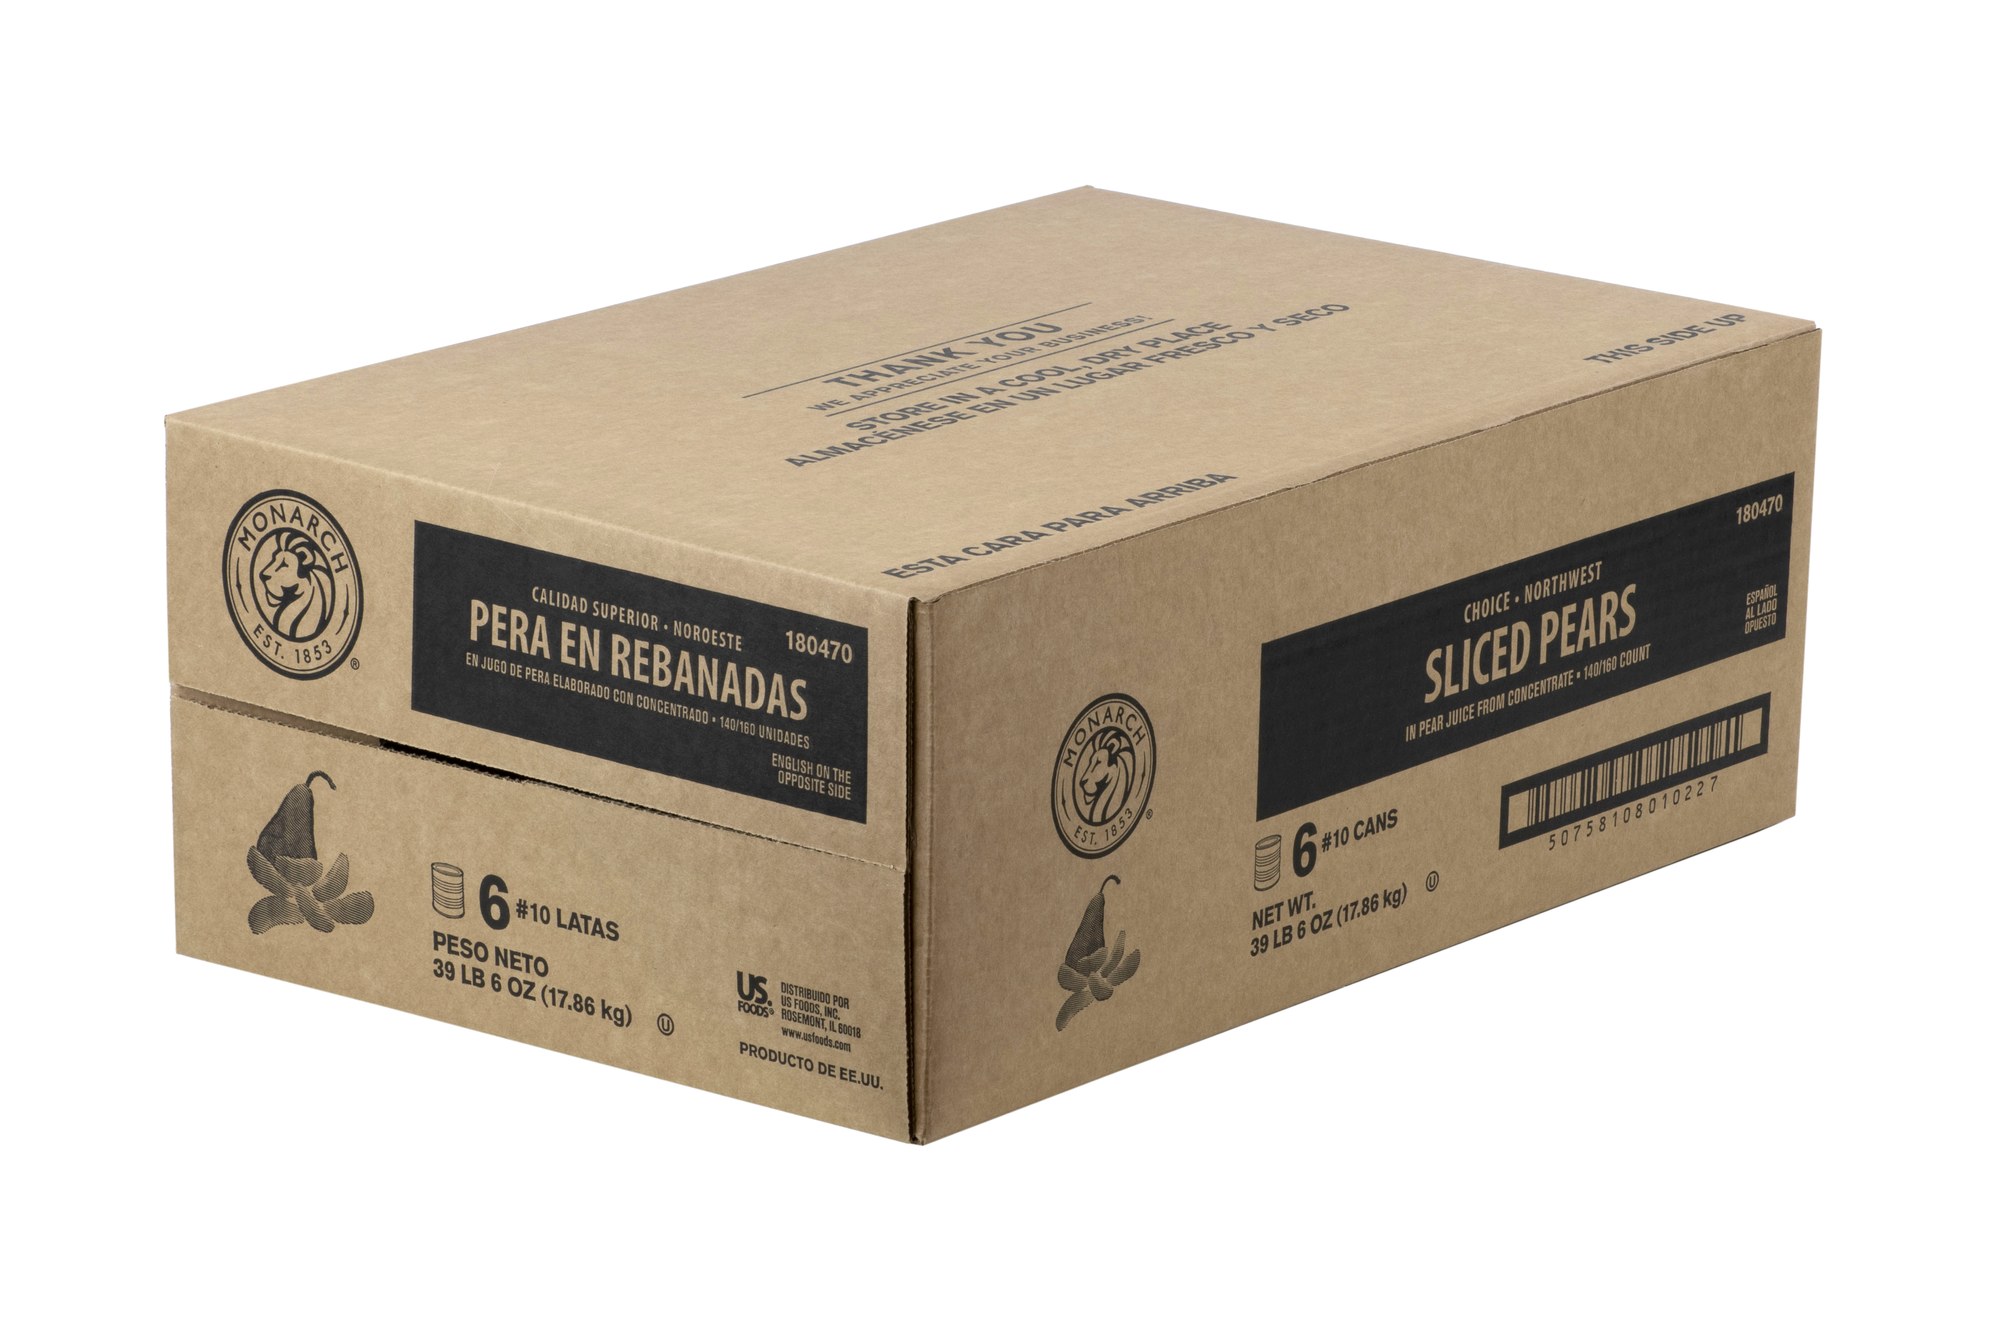 THANK YOU
WE APPRECIATE YOUR BUSINESS!
STORE IN A COOL, DRY PLACE
ALMACÉNESE EN UN LUGAR FRESCO Y SECO
THIS SIDE UP
ESTA CARA PARA ARRIBA
MONARCH
EST. 1853
®
CALIDAD SUPERIOR • NOROESTE
PERA EN REBANADAS
180470
EN JUGO DE PERA ELABORADO CON CONCENTRADO • 140/160 UNIDADES
ENGLISH ON THE
OPPOSITE SIDE
6 #10 LATAS
PESO NETO
39 LB 6 OZ (17.86 kg)
U
US.
FOODS®
DISTRIBUIDO POR
US FOODS, INC.
ROSEMONT, IL 60018
www.usfoods.com
PRODUCTO DE EE.UU.
MONARCH
EST. 1853
®
180470
CHOICE • NORTHWEST
SLICED PEARS
IN PEAR JUICE FROM CONCENTRATE • 140/160 COUNT
ESPAÑOL
AL LADO
OPUESTO
6 #10 CANS
NET WT.
39 LB 6 OZ (17.86 kg)
U
50758108010227